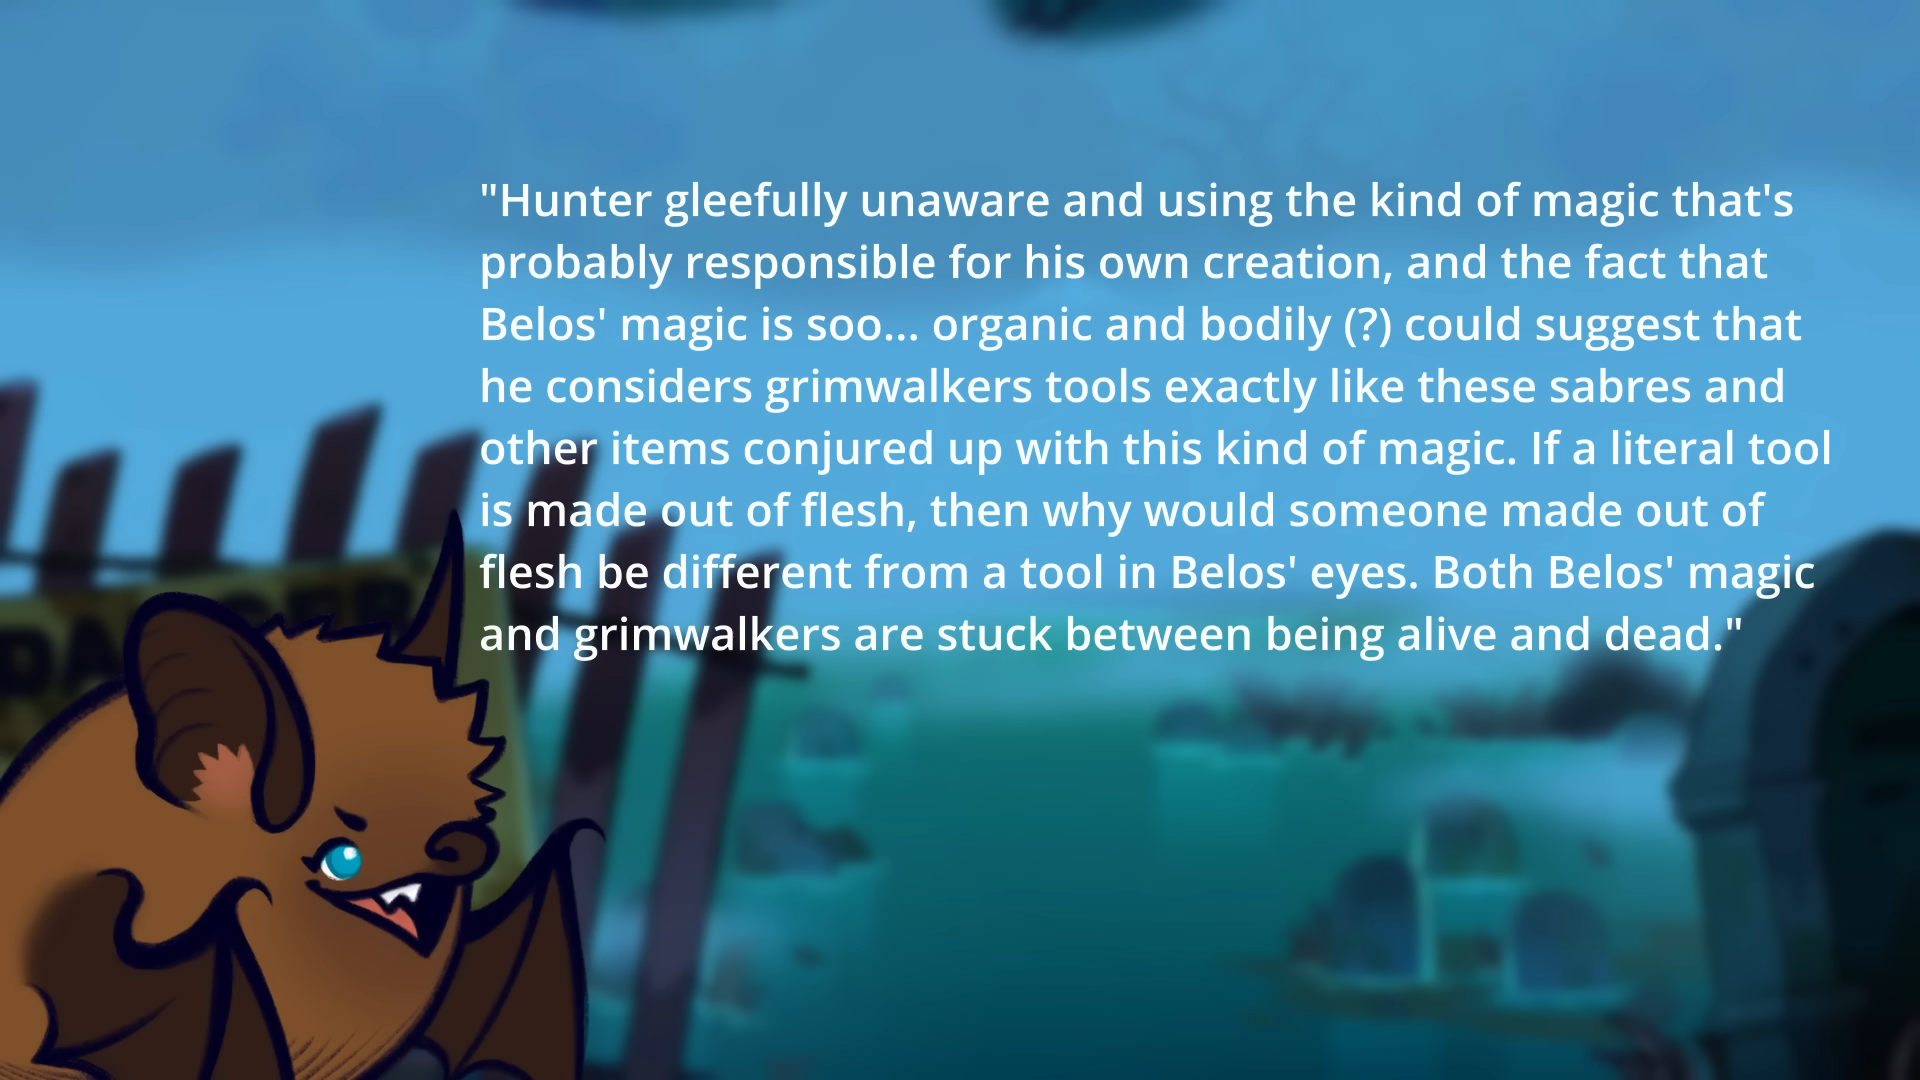 "Hunter gleefully unaware and using the kind of magic that's
probably responsible for his own creation, and the fact that
Belos' magic is soo... organic and bodily (?) could suggest that
he considers grimwalkers tools exactly like these sabres and
other items conjured up with this kind of magic. If a literal tool
is made out of flesh, then why would someone made out of
flesh be different from a tool in Belos' eyes. Both Belos' magic
and grimwalkers are stuck between being alive and dead."
DANGER